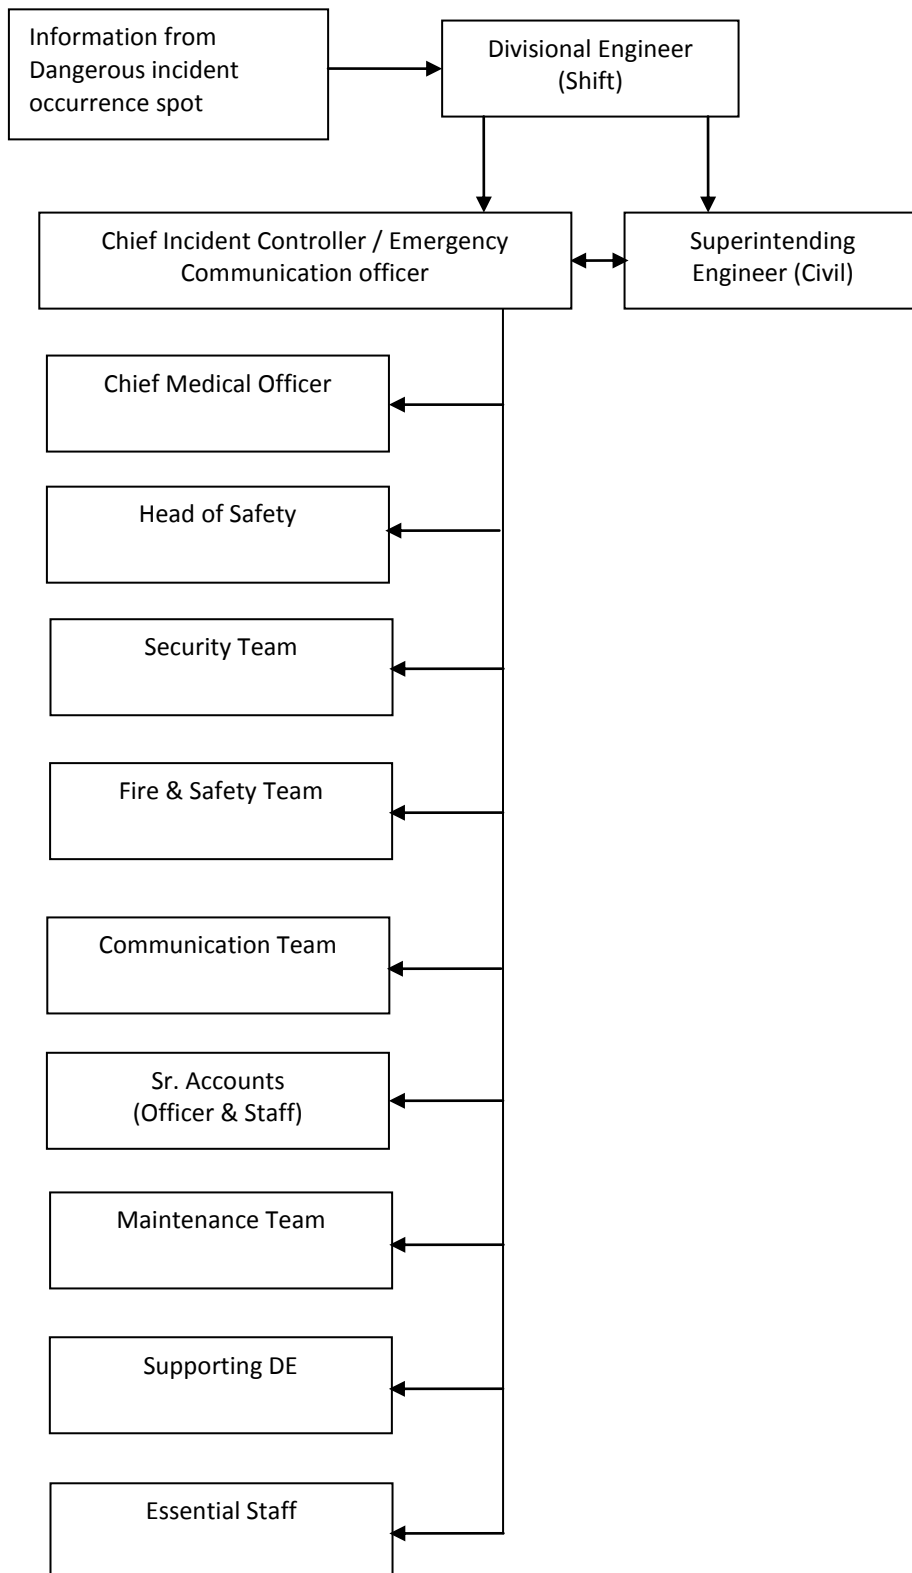 Information from
Dangerous incident
occurrence spot
Divisional Engineer
(Shift)
Chief Incident Controller / Emergency
Communication officer
Superintending
Engineer (Civil)
Chief Medical Officer
Head of Safety
Security Team
Fire & Safety Team
Communication Team
Sr. Accounts
(Officer & Staff)
Maintenance Team
Supporting DE
Essential Staff